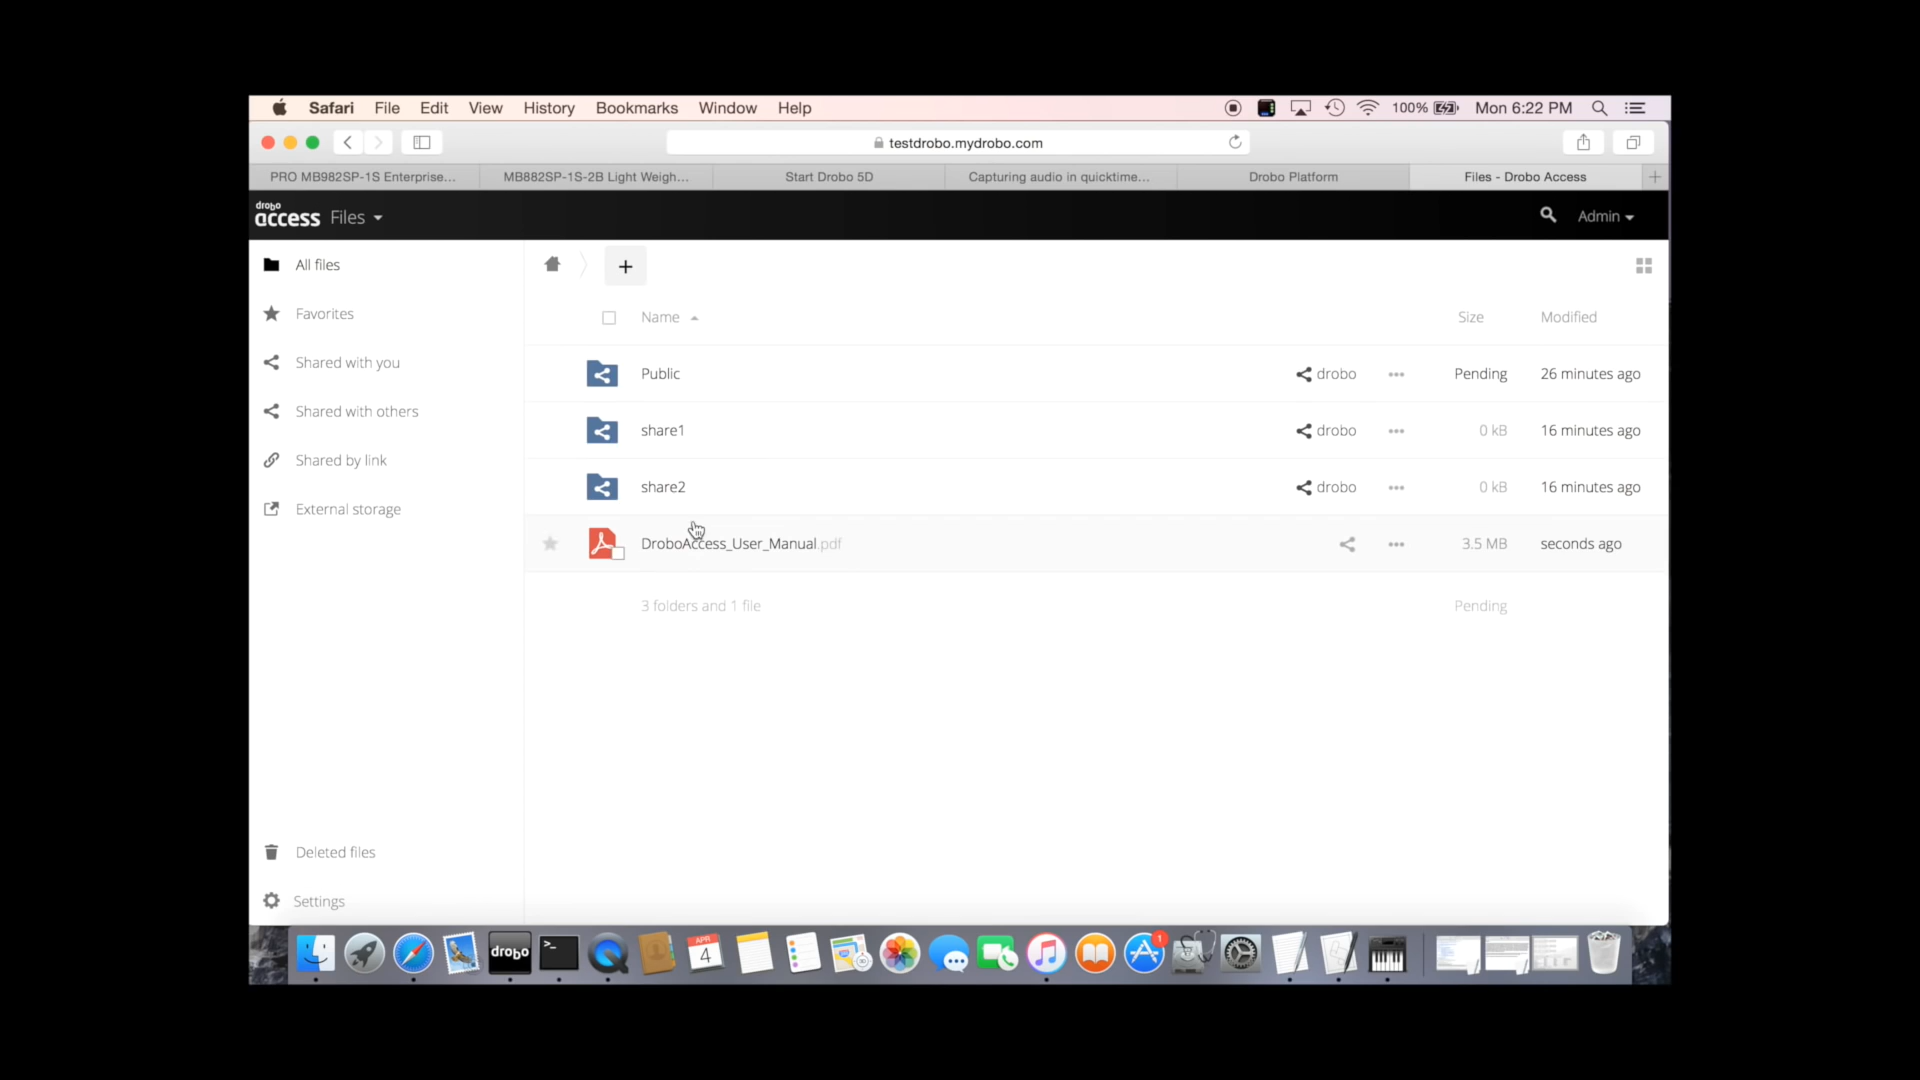 Safari File Edit View History Bookmarks Window Help 100% Mon 6:22 PM
testdrobo.mydrobo.com
PRO MB982SP-1S Enterprise... MB882SP-1S-2B Light Weigh... Start Drobo 5D Capturing audio in quicktime... Drobo Platform Files - Drobo Access
drobo
access Files Admin
All files
Favorites
Shared with you
Shared with others
Shared by link
External storage
Deleted files
Settings
Name Size Modified
Public drobo Pending 26 minutes ago
share1 drobo 0 kB 16 minutes ago
share2 drobo 0 kB 16 minutes ago
DroboAccess_User_Manual.pdf 3.5 MB seconds ago
3 folders and 1 file Pending
drobo
APR
4
1